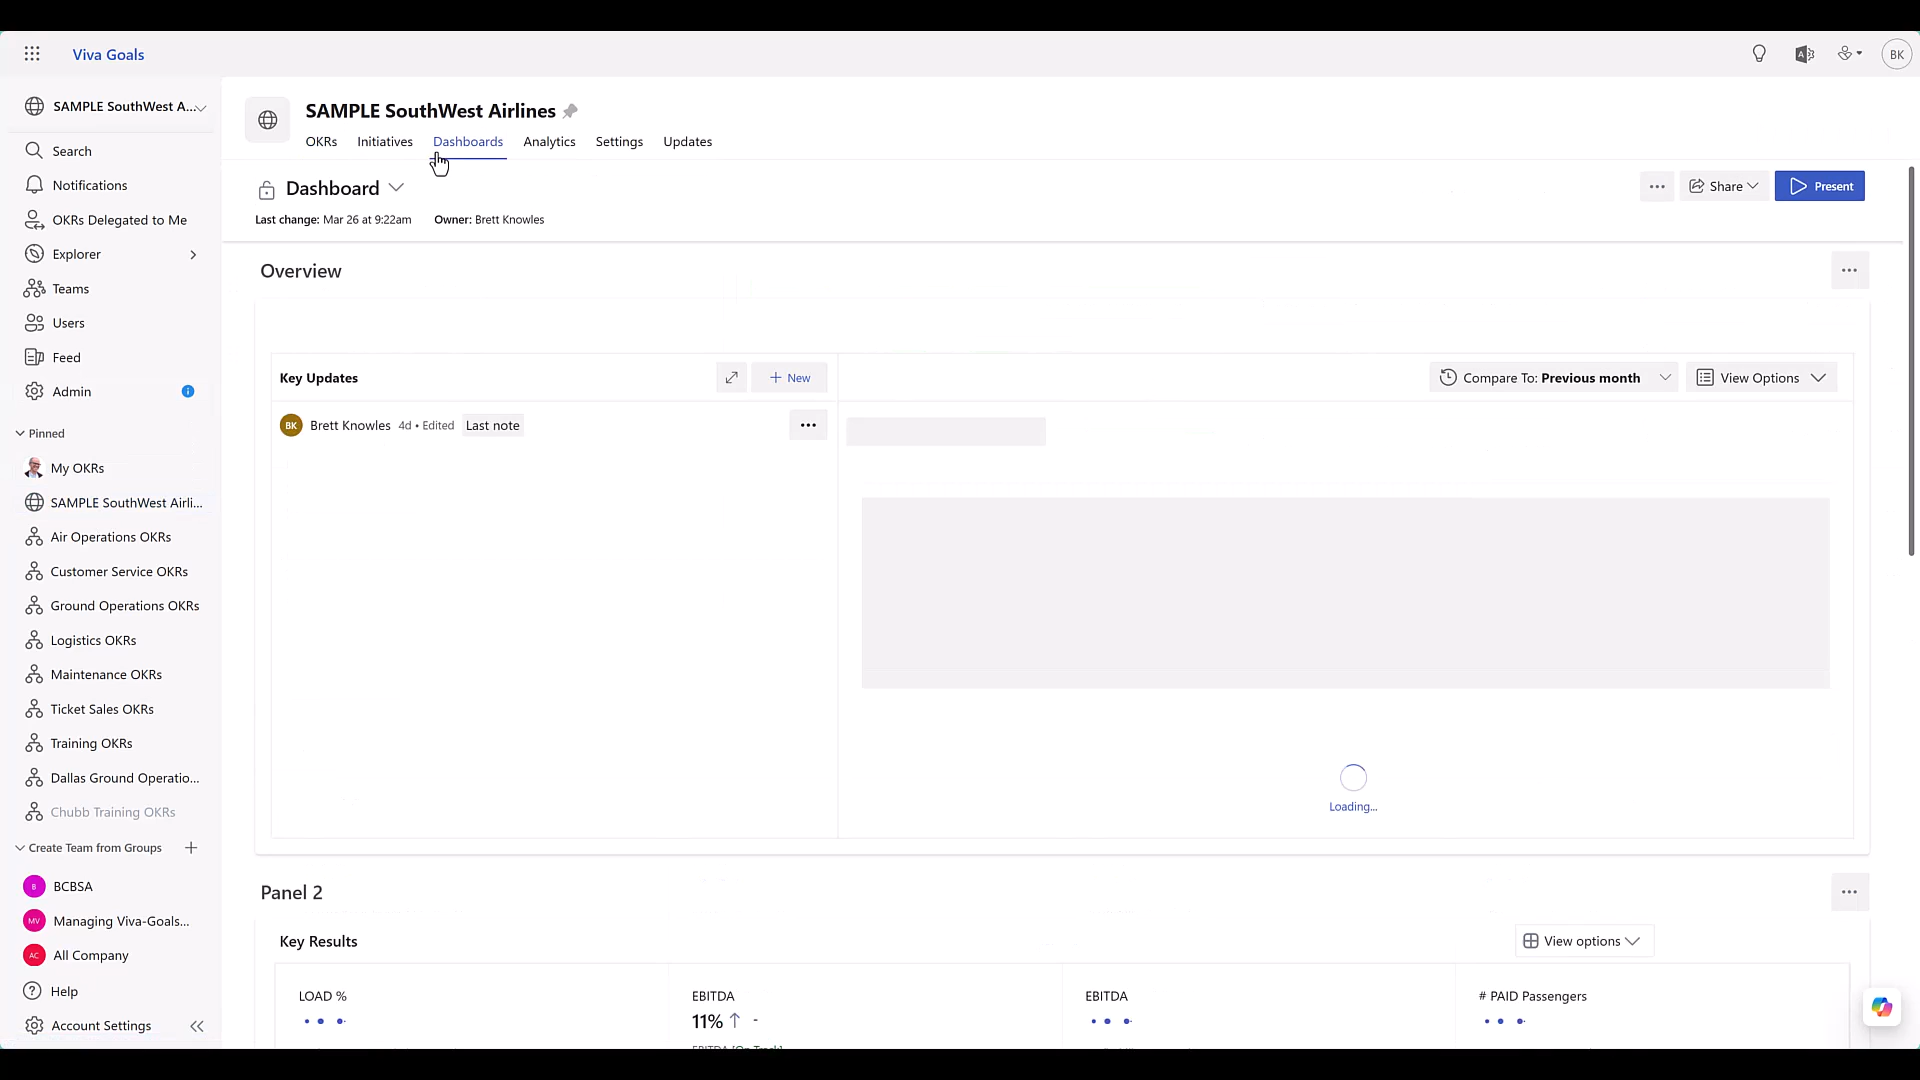 Viva Goals
BK
SAMPLE SouthWest A...
Search
Notifications
OKRs Delegated to Me
Explorer
Teams
Users
Feed
Admin
Pinned
My OKRs
SAMPLE SouthWest Airli...
Air Operations OKRs
Customer Service OKRs
Ground Operations OKRs
Logistics OKRs
Maintenance OKRs
Ticket Sales OKRs
Training OKRs
Dallas Ground Operatio...
Chubb Training OKRs
Create Team from Groups
B BCBSA
MV Managing Viva-Goals...
AC All Company
Help
Account Settings
SAMPLE SouthWest Airlines
OKRs Initiatives Dashboards Analytics Settings Updates
Dashboard
Share
Present
Last change: Mar 26 at 9:22am Owner: Brett Knowles
Overview
Key Updates
+ New
Compare To: Previous month
View Options
BK Brett Knowles 4d • Edited Last note
Loading...
Panel 2
Key Results
View options
LOAD % EBITDA EBITDA # PAID Passengers
11% ↑ -
EBITDA [On Track]